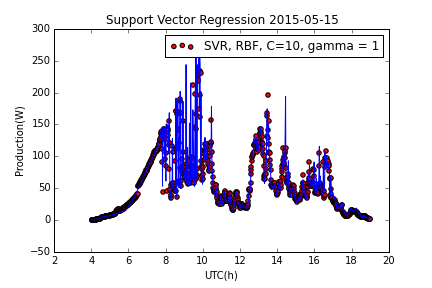 Support Vector Regression 2015-05-15
SVR, RBF, C=10, gamma = 1
Production(W)
300
250
200
150
100
50
0
−50
2 4 6 8 10 12 14 16 18 20
UTC(h)